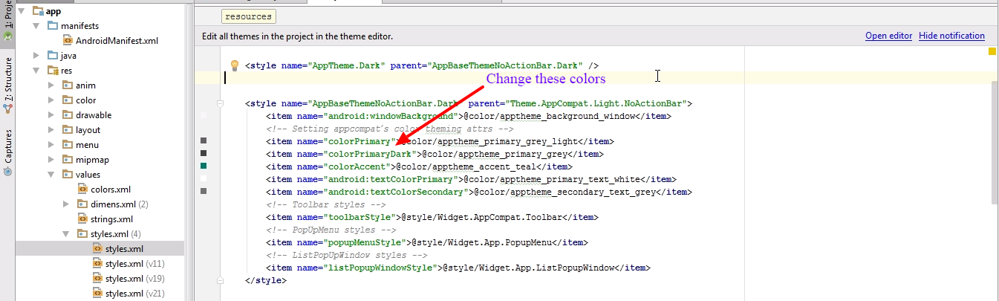 1: Proje
Z: Structure
Captures
app
manifests
AndroidManifest.xml
java
res
anim
color
drawable
layout
menu
mipmap
values
colors.xml
dimens.xml (2)
strings.xml
styles.xml (4)
styles.xml
styles.xml (v11)
styles.xml (v19)
styles.xml (v21)
resources
Edit all themes in the project in the theme editor. Open editor Hide notification
<style name="AppTheme.Dark" parent="AppBaseThemeNoActionBar.Dark" />
Change these colors
<style name="AppBaseThemeNoActionBar.Dark" parent="Theme.AppCompat.Light.NoActionBar">
<item name="android:windowBackground">@color/apptheme_background_window</item>
<!-- Setting appcompat's color theming attrs -->
<item name="colorPrimary">@color/apptheme_primary_grey_light</item>
<item name="colorPrimaryDark">@color/apptheme_primary_grey</item>
<item name="colorAccent">@color/apptheme_accent_teal</item>
<item name="android:textColorPrimary">@color/apptheme_primary_text_white</item>
<item name="android:textColorSecondary">@color/apptheme_secondary_text_grey</item>
<!-- Toolbar styles -->
<item name="toolbarStyle">@style/Widget.AppCompat.Toolbar</item>
<!-- PopUpMenu styles -->
<item name="popupMenuStyle">@style/Widget.App.PopupMenu</item>
<!-- ListPopUpWindow styles -->
<item name="listPopupWindowStyle">@style/Widget.App.ListPopupWindow</item>
</style>